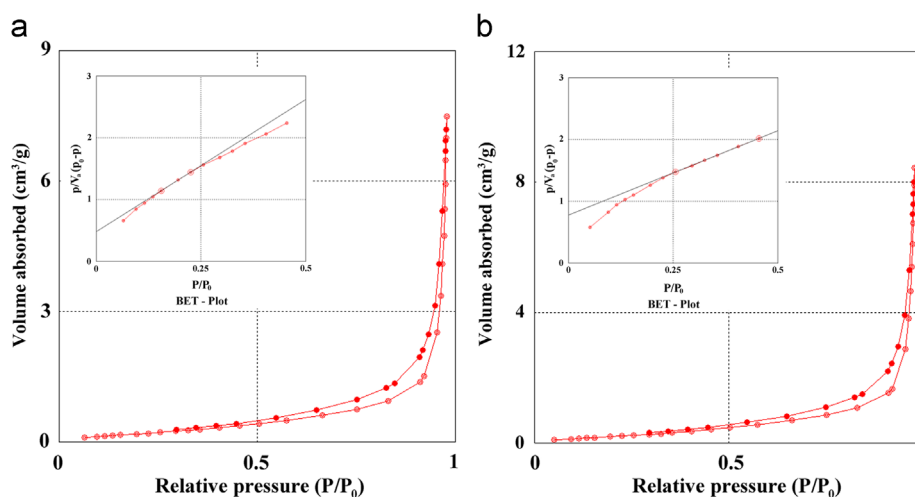 a
9
6
3
0
0
0.5
1
Volume absorbed (cm³/g)
Relative pressure (P/P₀)
3
2
1
0
0
0.25
0.5
p/Vₐ(p₀-p)
P/P₀
BET - Plot
b
12
8
4
0
0
0.5
Volume absorbed (cm³/g)
Relative pressure (P/P₀)
3
2
1
0
0
0.25
0.5
p/Vₐ(p₀-p)
P/P₀
BET - Plot